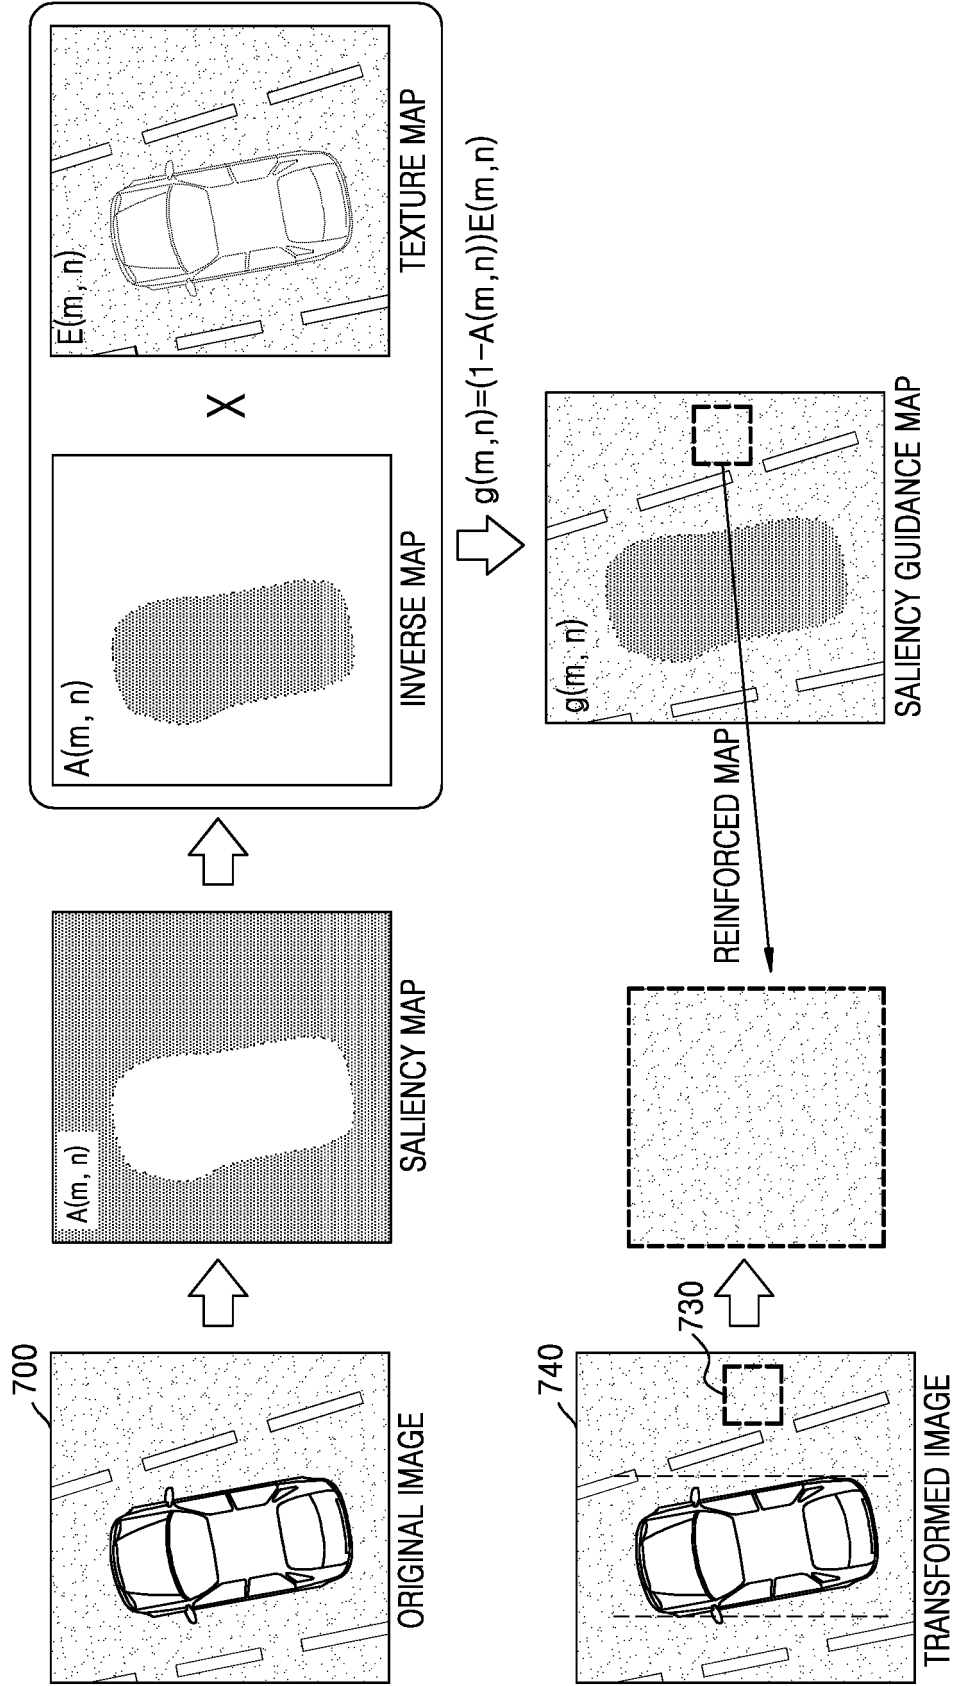 700
ORIGINAL IMAGE
A(m, n)
SALIENCY MAP
A(m, n)
INVERSE MAP
X
E(m, n)
TEXTURE MAP
g(m,n)=(1-A(m,n))E(m,n)
740
730
TRANSFORMED IMAGE
REINFORCED MAP
g(m, n)
SALIENCY GUIDANCE MAP